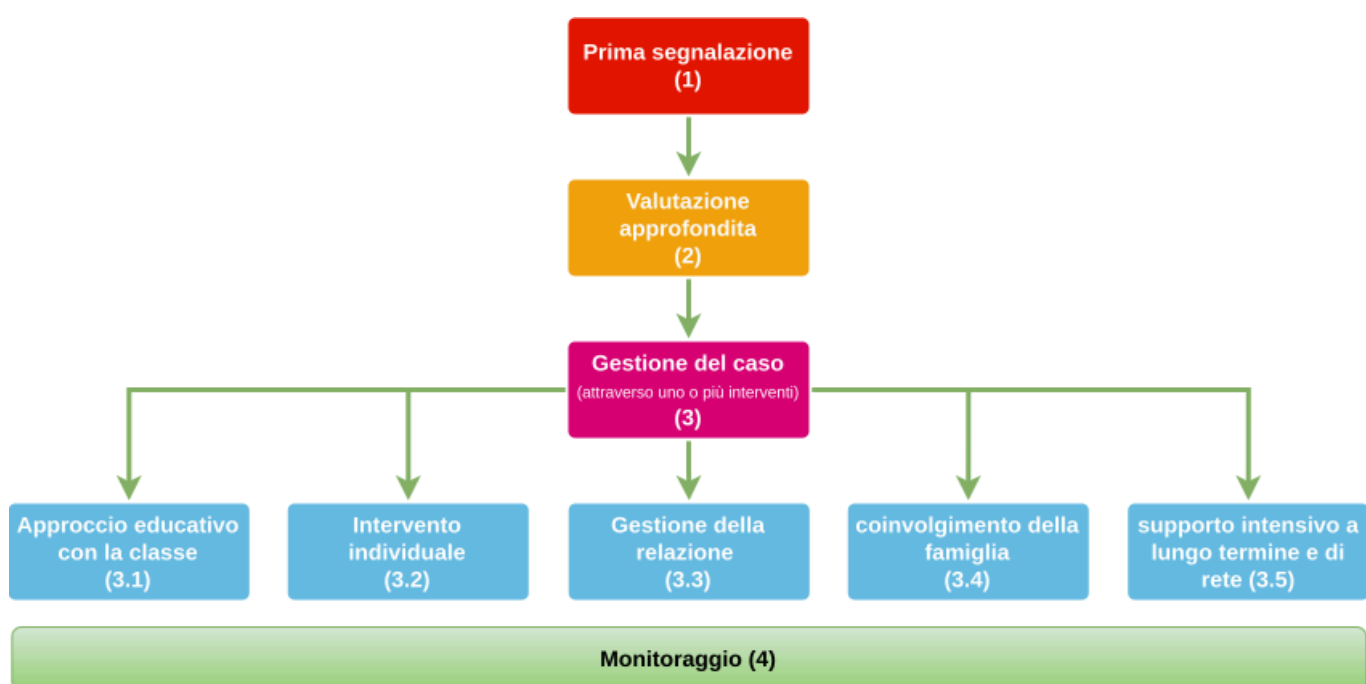 Prima segnalazione
(1)
Valutazione
approfondita
(2)
Gestione del caso
(attraverso uno o più interventi)
(3)
Approccio educativo
con la classe
(3.1)
Intervento
individuale
(3.2)
Gestione della
relazione
(3.3)
coinvolgimento della
famiglia
(3.4)
supporto intensivo a
lungo termine e di
rete (3.5)
Monitoraggio (4)